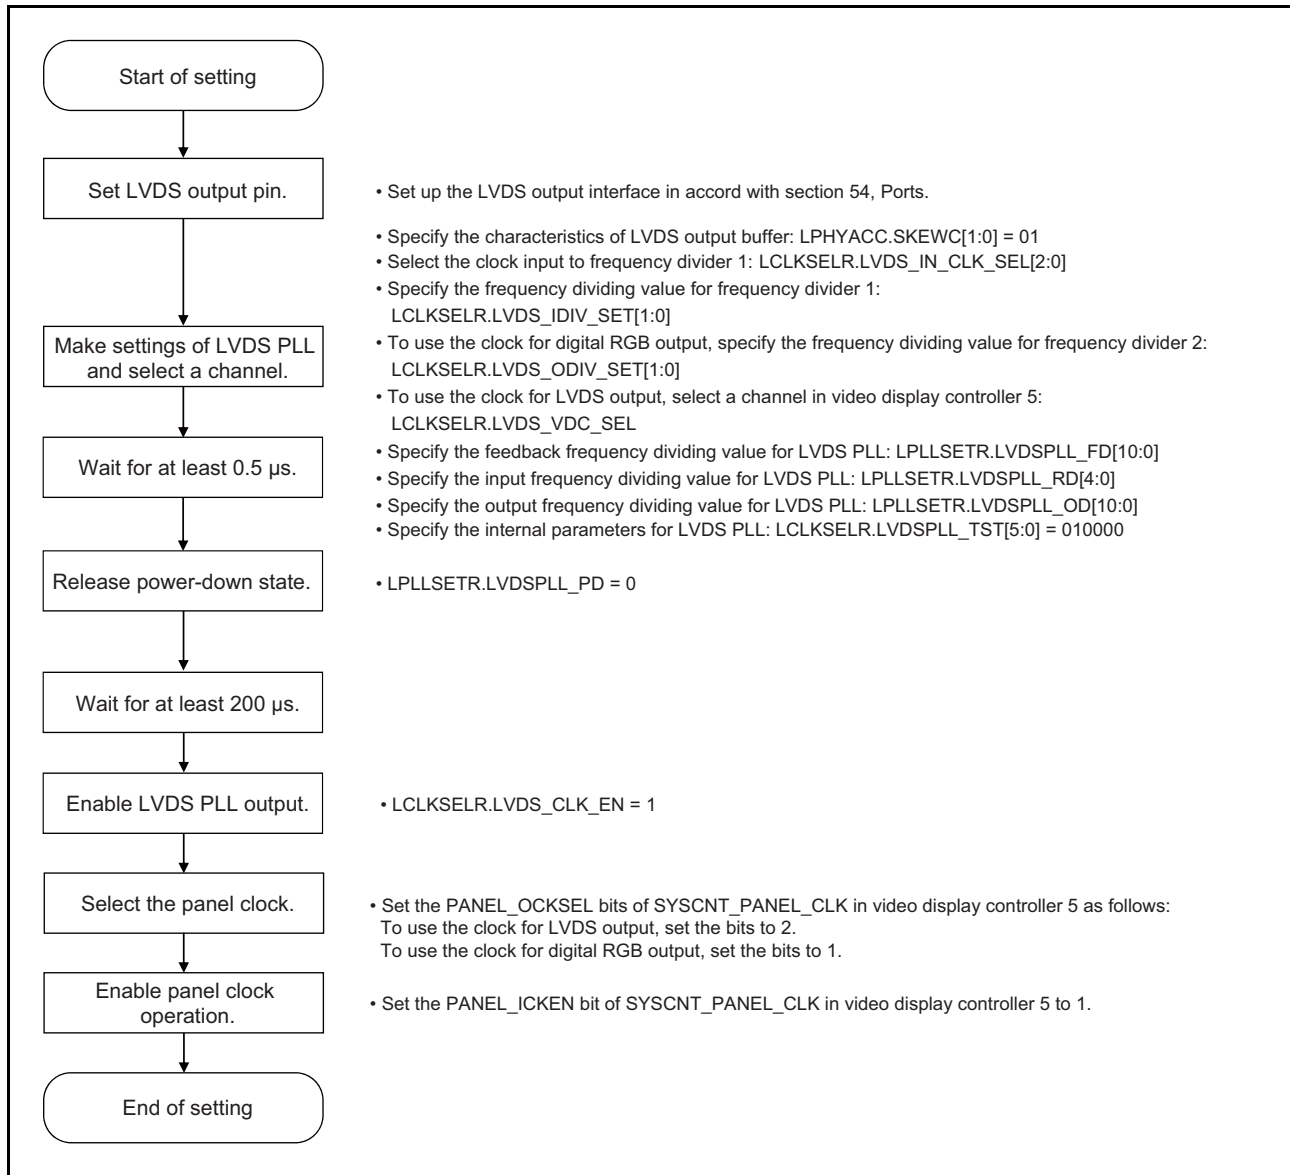 Start of setting
Set LVDS output pin.
• Set up the LVDS output interface in accord with section 54, Ports.
• Specify the characteristics of LVDS output buffer: LPHYACC.SKEWC[1:0] = 01
• Select the clock input to frequency divider 1: LCLKSELR.LVDS_IN_CLK_SEL[2:0]
• Specify the frequency dividing value for frequency divider 1:
LCLKSELR.LVDS_IDIV_SET[1:0]
Make settings of LVDS PLL
and select a channel.
• To use the clock for digital RGB output, specify the frequency dividing value for frequency divider 2:
LCLKSELR.LVDS_ODIV_SET[1:0]
• To use the clock for LVDS output, select a channel in video display controller 5:
LCLKSELR.LVDS_VDC_SEL
Wait for at least 0.5 µs.
• Specify the feedback frequency dividing value for LVDS PLL: LPLLSETR.LVDSPLL_FD[10:0]
• Specify the input frequency dividing value for LVDS PLL: LPLLSETR.LVDSPLL_RD[4:0]
• Specify the output frequency dividing value for LVDS PLL: LPLLSETR.LVDSPLL_OD[10:0]
• Specify the internal parameters for LVDS PLL: LCLKSELR.LVDSPLL_TST[5:0] = 010000
Release power-down state.
• LPLLSETR.LVDSPLL_PD = 0
Wait for at least 200 µs.
Enable LVDS PLL output.
• LCLKSELR.LVDS_CLK_EN = 1
Select the panel clock.
• Set the PANEL_OCKSEL bits of SYSCNT_PANEL_CLK in video display controller 5 as follows:
To use the clock for LVDS output, set the bits to 2.
To use the clock for digital RGB output, set the bits to 1.
Enable panel clock
operation.
• Set the PANEL_ICKEN bit of SYSCNT_PANEL_CLK in video display controller 5 to 1.
End of setting